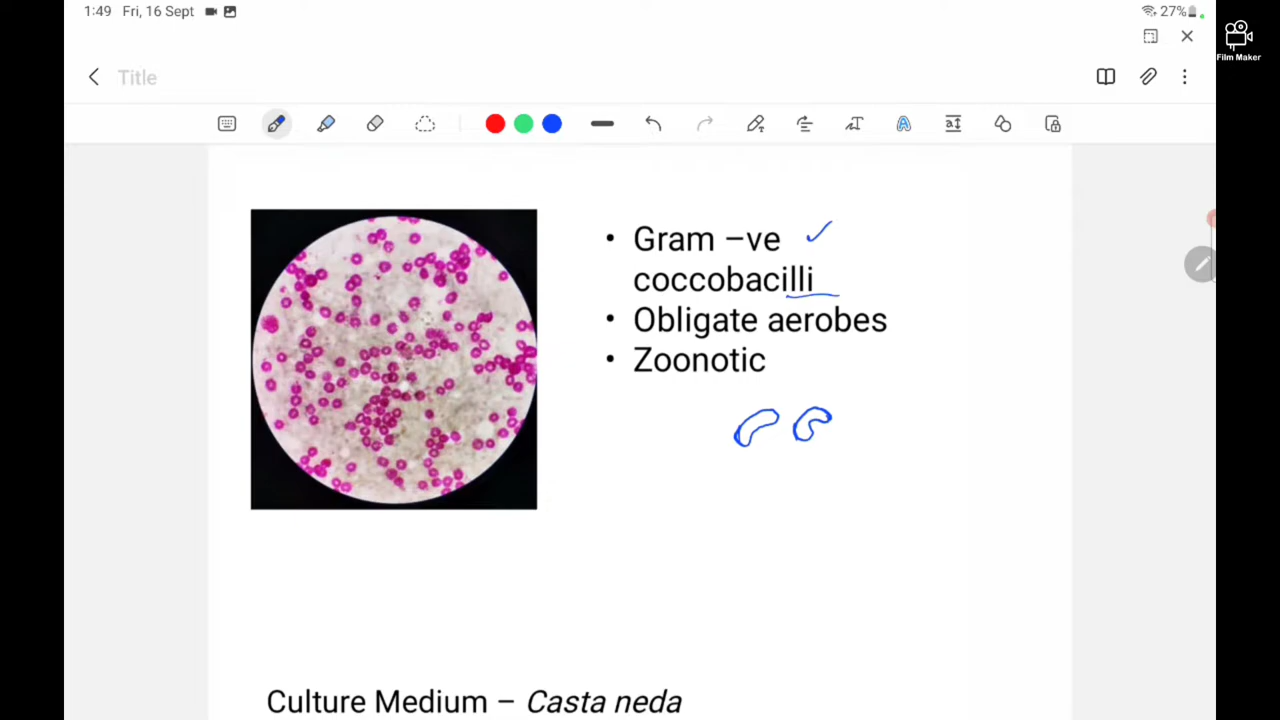 1:49 Fri, 16 Sept
27%
Film Maker
Title
• Gram –ve
coccobacilli
• Obligate aerobes
• Zoonotic
Culture Medium – Casta neda